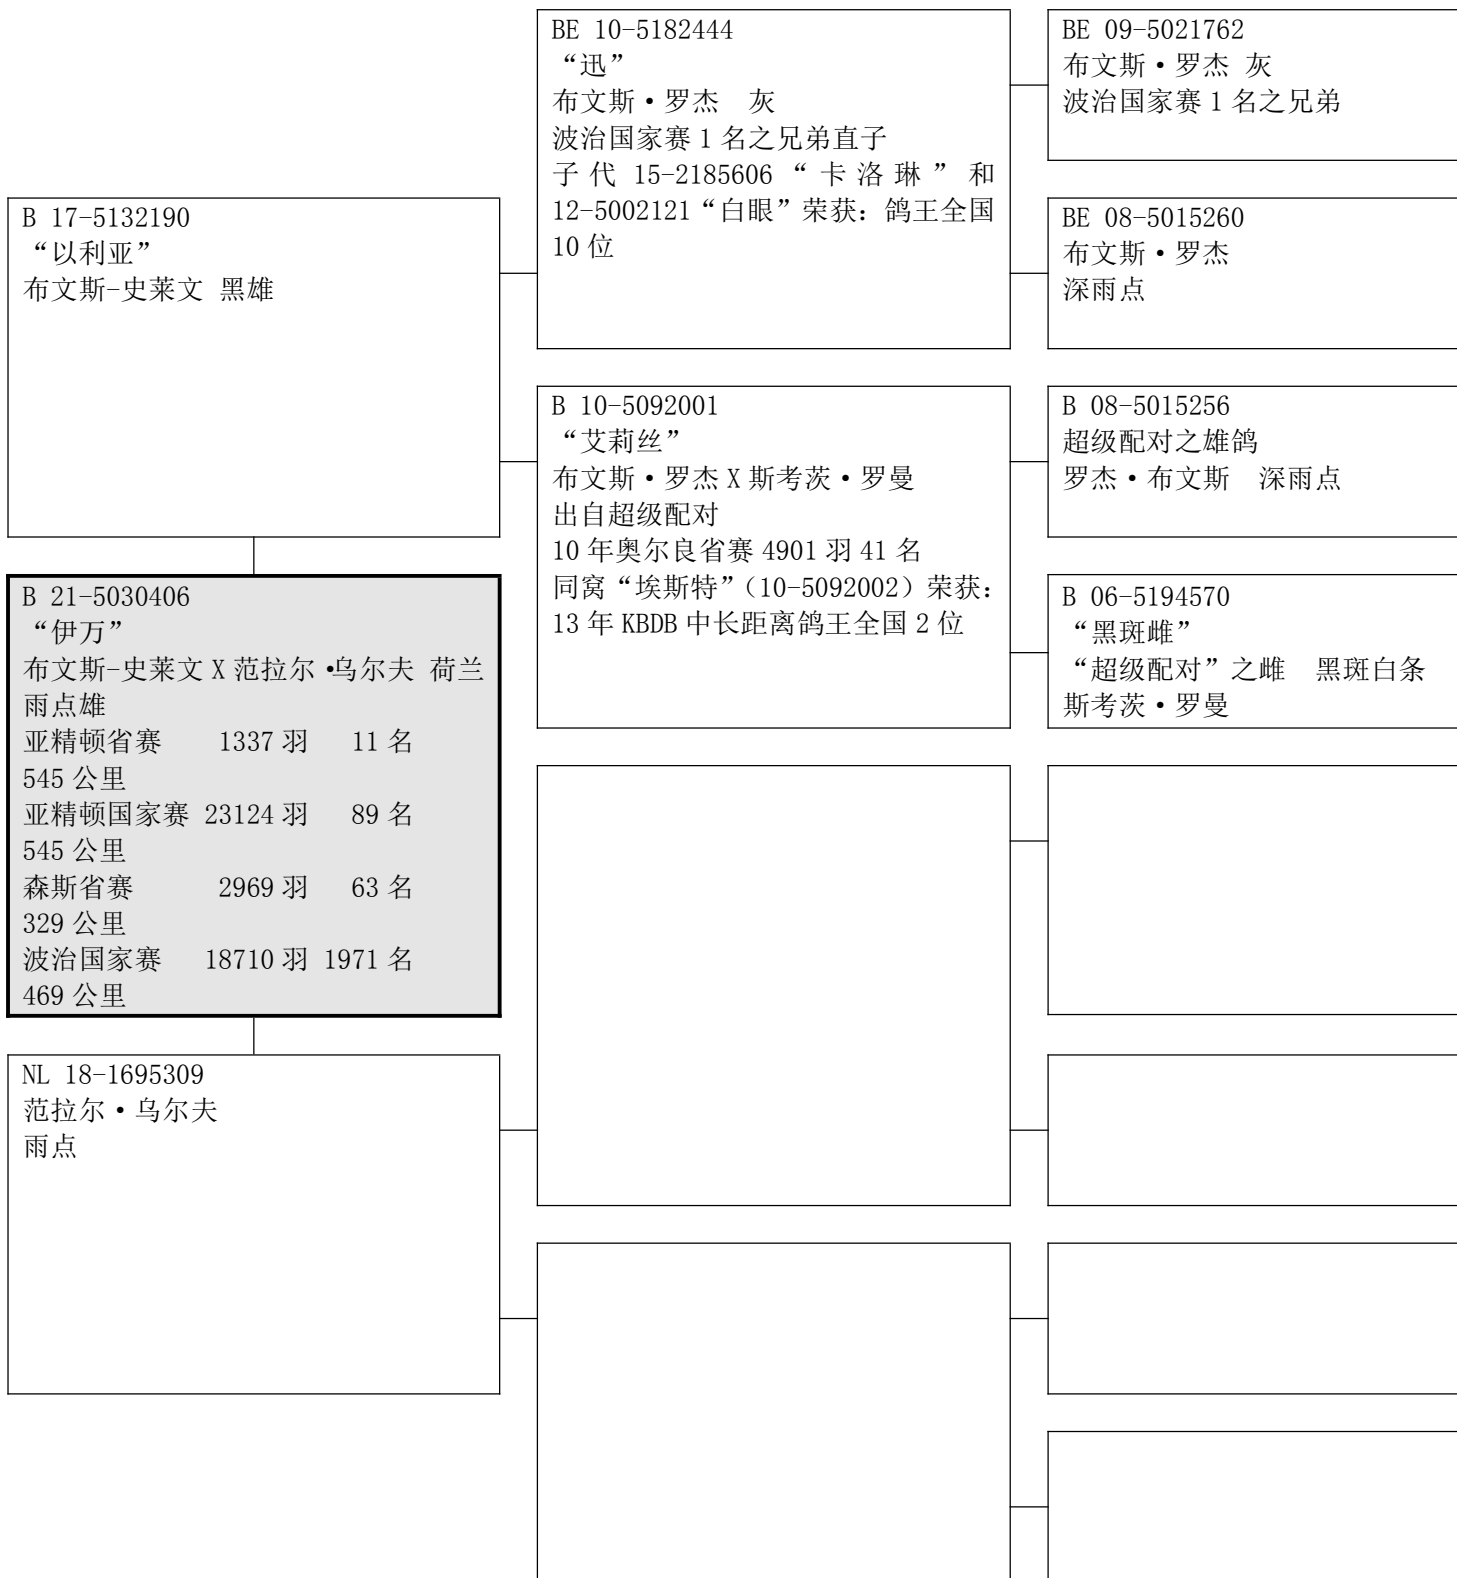 BE 10-5182444
“迅”
布文斯·罗杰 灰
波治国家赛 1 名之兄弟直子
子代 15-2185606 “卡洛琳” 和
12-5002121“白眼”荣获：鸽王全国
10 位
BE 09-5021762
布文斯·罗杰 灰
波治国家赛 1 名之兄弟
B 17-5132190
“以利亚”
布文斯-史莱文 黑雄
BE 08-5015260
布文斯·罗杰
深雨点
B 10-5092001
“艾莉丝”
布文斯·罗杰 X 斯考茨·罗曼
出自超级配对
10 年奥尔良省赛 4901 羽 41 名
同窝“埃斯特”（10-5092002）荣获：
13 年 KBDB 中长距离鸽王全国 2 位
B 08-5015256
超级配对之雄鸽
罗杰·布文斯 深雨点
B 21-5030406
“伊万”
布文斯-史莱文 X 范拉尔·乌尔夫 荷兰
雨点雄
亚精顿省赛 1337 羽 11 名
545 公里
亚精顿国家赛 23124 羽 89 名
545 公里
森斯省赛 2969 羽 63 名
329 公里
波治国家赛 18710 羽 1971 名
469 公里
B 06-5194570
“黑斑雌”
“超级配对”之雌 黑斑白条
斯考茨·罗曼
NL 18-1695309
范拉尔·乌尔夫
雨点